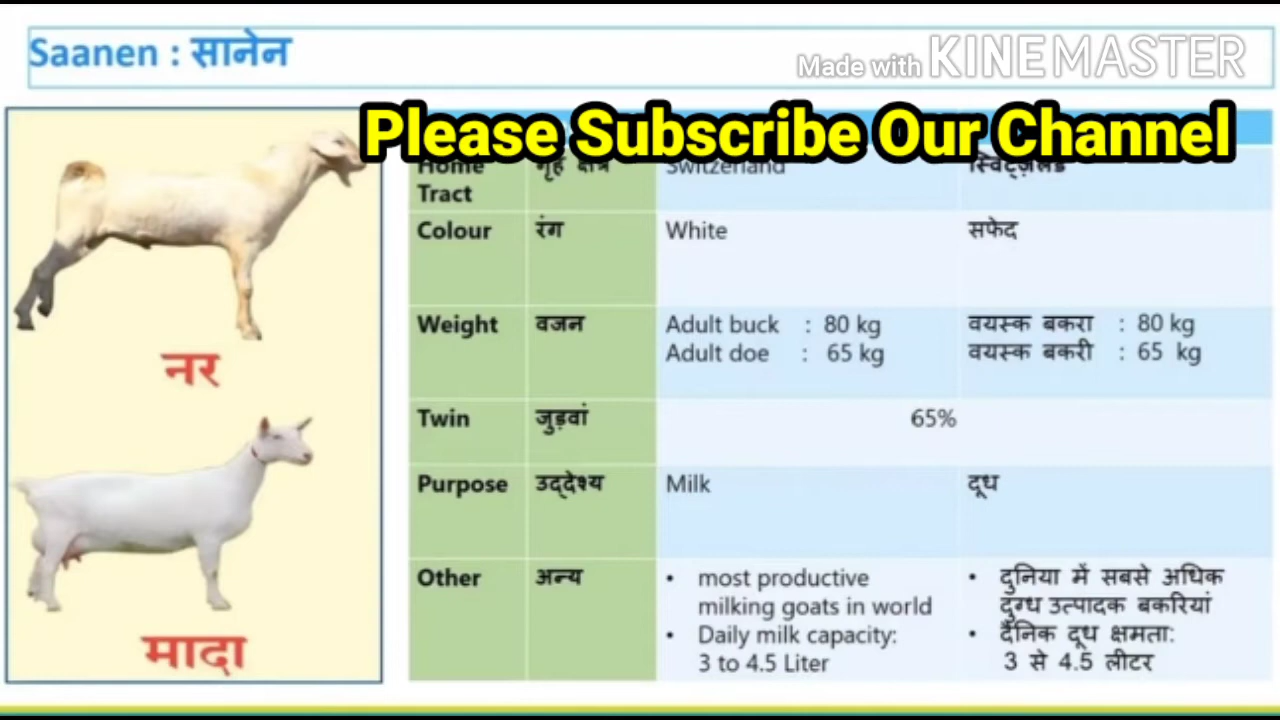 Saanen : सानेन
Made with KINEMASTER
Please Subscribe Our Channel
Home Tract गृह क्षेत्र Switzerland स्विट्ज़रलैंड
Colour रंग White सफेद
Weight वजन Adult buck : 80 kg वयस्क बकरा : 80 kg
Adult doe : 65 kg वयस्क बकरी : 65 kg
Twin जुड़वां 65%
Purpose उद्देश्य Milk दूध
Other अन्य • most productive • दुनिया में सबसे अधिक
milking goats in world दुग्ध उत्पादक बकरियां
• Daily milk capacity: • दैनिक दूध क्षमता:
3 to 4.5 Liter 3 से 4.5 लीटर
नर
मादा